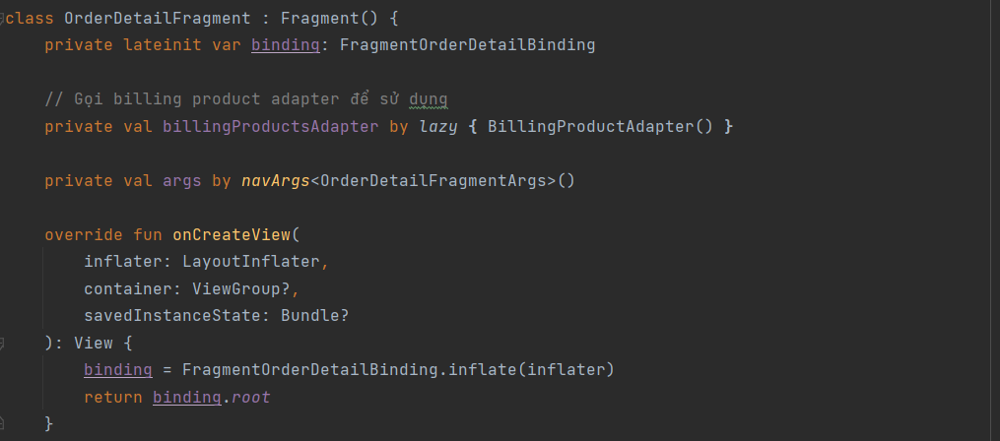 class OrderDetailFragment : Fragment() {
    private lateinit var binding: FragmentOrderDetailBinding
    // Gọi billing product adapter để sử dụng
    private val billingProductsAdapter by lazy { BillingProductAdapter() }
    private val args by navArgs<OrderDetailFragmentArgs>()
    override fun onCreateView(
        inflater: LayoutInflater,
        container: ViewGroup?,
        savedInstanceState: Bundle?
    ): View {
        binding = FragmentOrderDetailBinding.inflate(inflater)
        return binding.root
    }